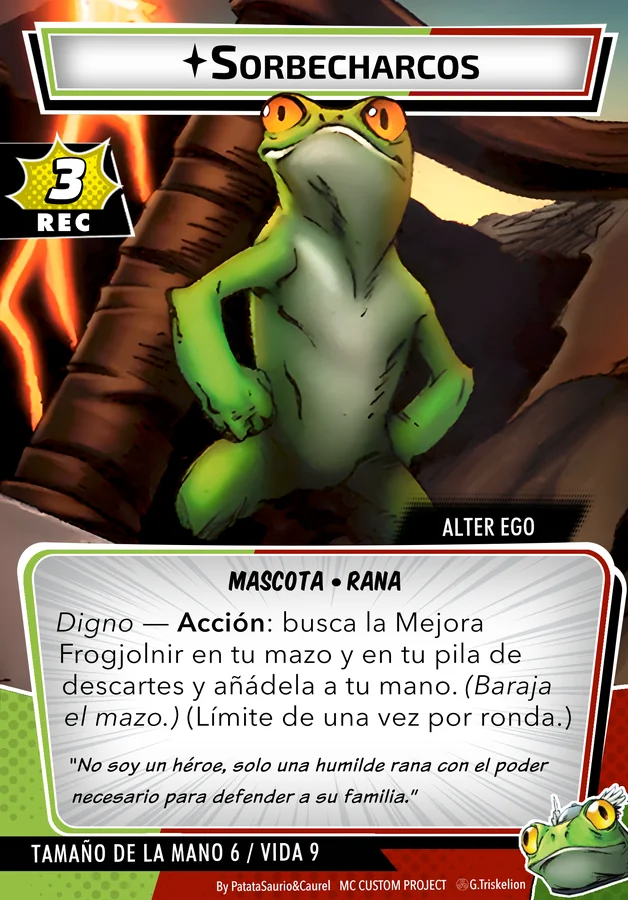 ✦Sorbecharcos
3
REC
ALTER EGO
MASCOTA • RANA
Digno — Acción: busca la Mejora
Frogjolnir en tu mazo y en tu pila de
descartes y añádela a tu mano. (Baraja
el mazo.) (Límite de una vez por ronda.)
"No soy un héroe, solo una humilde rana con el poder
necesario para defender a su familia."
TAMAÑO DE LA MANO 6 / VIDA 9
By PatataSaurio&Caurel MC CUSTOM PROJECT G.Triskelion